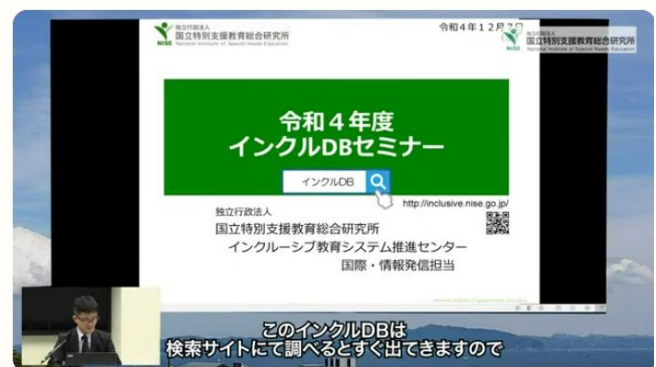 独立行政法人
国立特別支援教育総合研究所
National Institute of Special Needs Education
NISE
令和4年12月
独立行政法人
国立特別支援教育総合研究所
National Institute of Special Needs Education
NISE
令和4年度
インクルDBセミナー
インクルDB
http://inclusive.nise.go.jp/
独立行政法人
国立特別支援教育総合研究所
インクルーシブ教育システム推進センター
国際・情報発信担当
このインクルDBは
検索サイトにて調べるとすぐ出てきますので